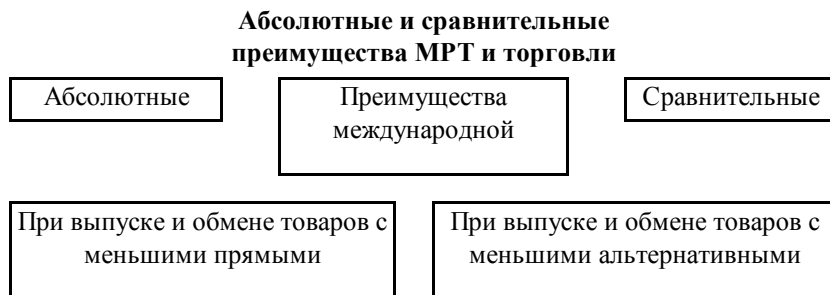 Абсолютные и сравнительные
преимущества МРТ и торговли
Абсолютные
Преимущества
международной
Сравнительные
При выпуске и обмене товаров с
меньшими прямыми
При выпуске и обмене товаров с
меньшими альтернативными